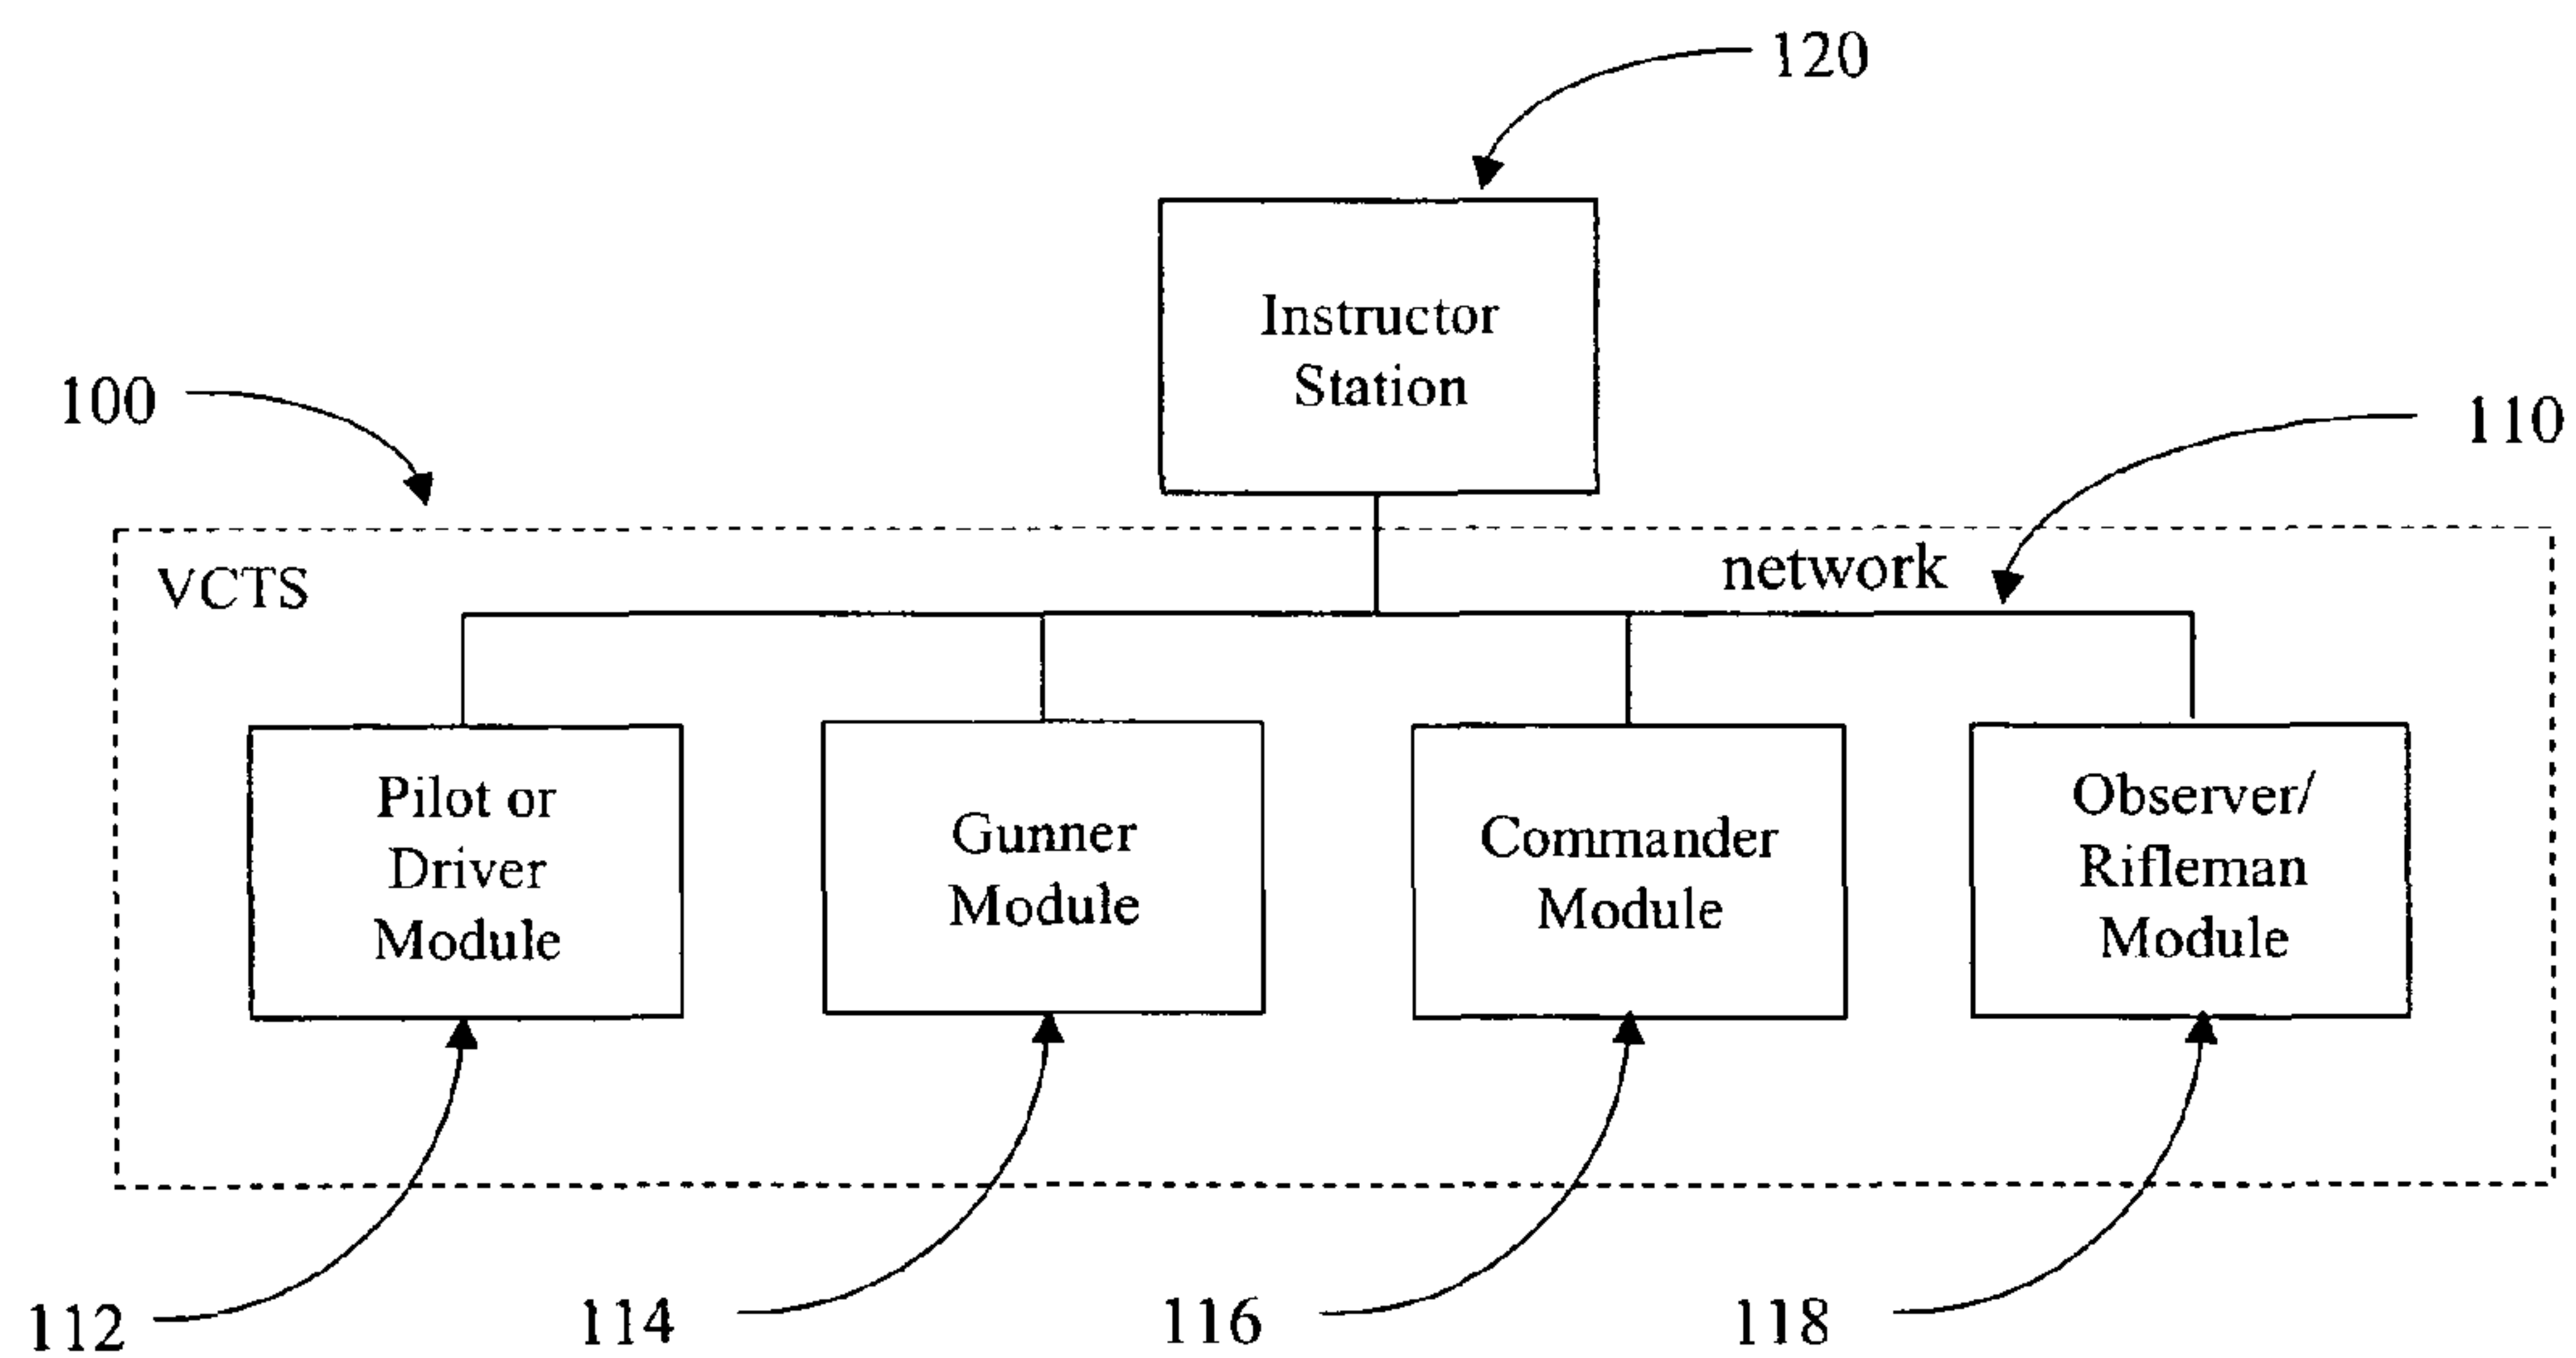 120
Instructor
Station
100
110
VCTS
network
Pilot or
Driver
Module
Gunner
Module
Commander
Module
Observer/
Rifleman
Module
112
114
116
118